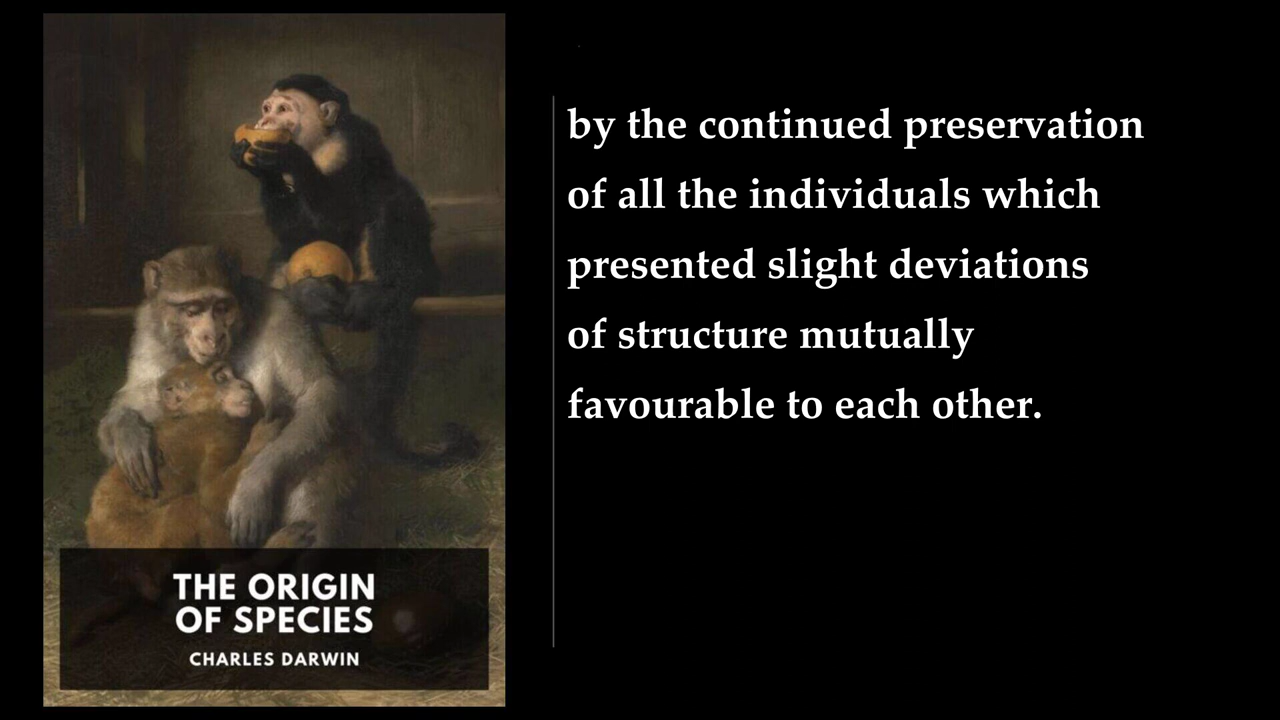 by the continued preservation
of all the individuals which
presented slight deviations
of structure mutually
favourable to each other.
THE ORIGIN
OF SPECIES
CHARLES DARWIN